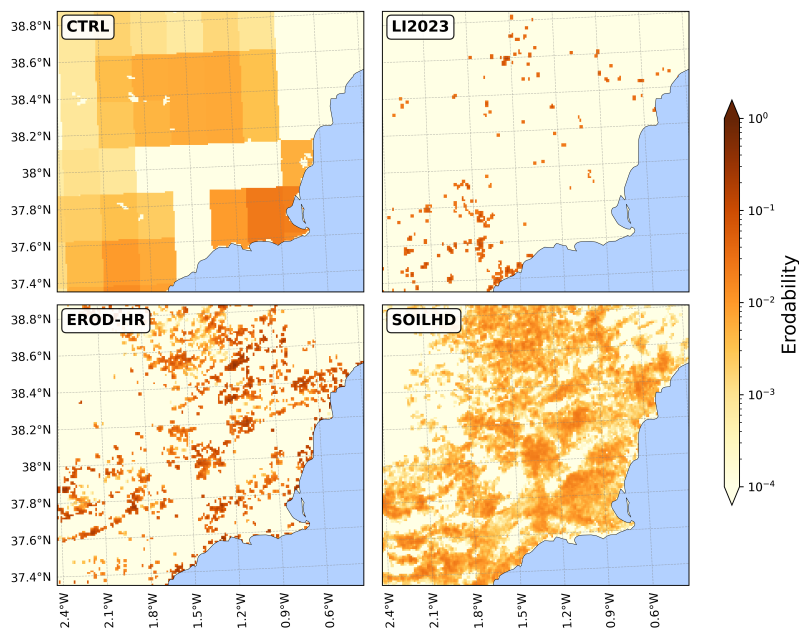 CTRL
LI2023
38.8°N
38.6°N
38.4°N
38.2°N
38°N
37.8°N
37.6°N
37.4°N
EROD-HR
SOILHD
38.8°N
38.6°N
38.4°N
38.2°N
38°N
37.8°N
37.6°N
37.4°N
2.4°W
2.1°W
1.8°W
1.5°W
1.2°W
0.9°W
0.6°W
2.4°W
2.1°W
1.8°W
1.5°W
1.2°W
0.9°W
0.6°W
10⁰
10⁻¹
10⁻²
10⁻³
10⁻⁴
Erodability